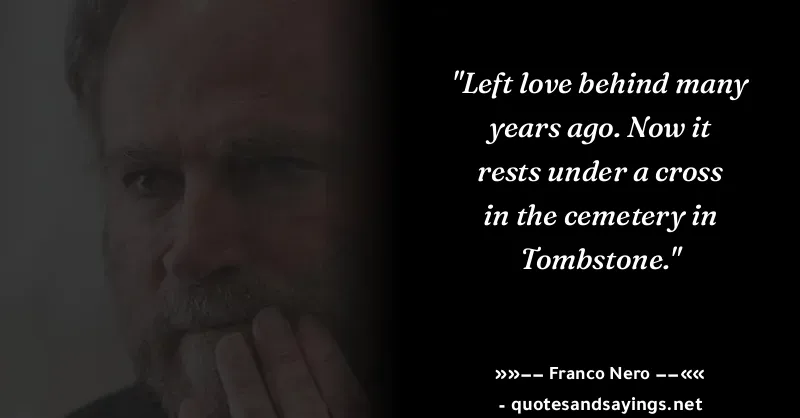 "Left love behind many
years ago. Now it
rests under a cross
in the cemetery in
Tombstone."
»»−− Franco Nero −−««
- quotesandsayings.net